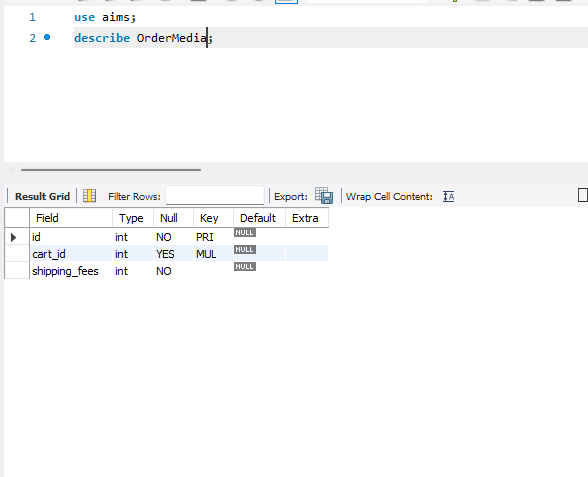 1 use aims;
2 describe OrderMedia;
Result Grid Filter Rows: Export: Wrap Cell Content: IA
Field Type Null Key Default Extra
id int NO PRI NULL
cart_id int YES MUL NULL
shipping_fees int NO NULL